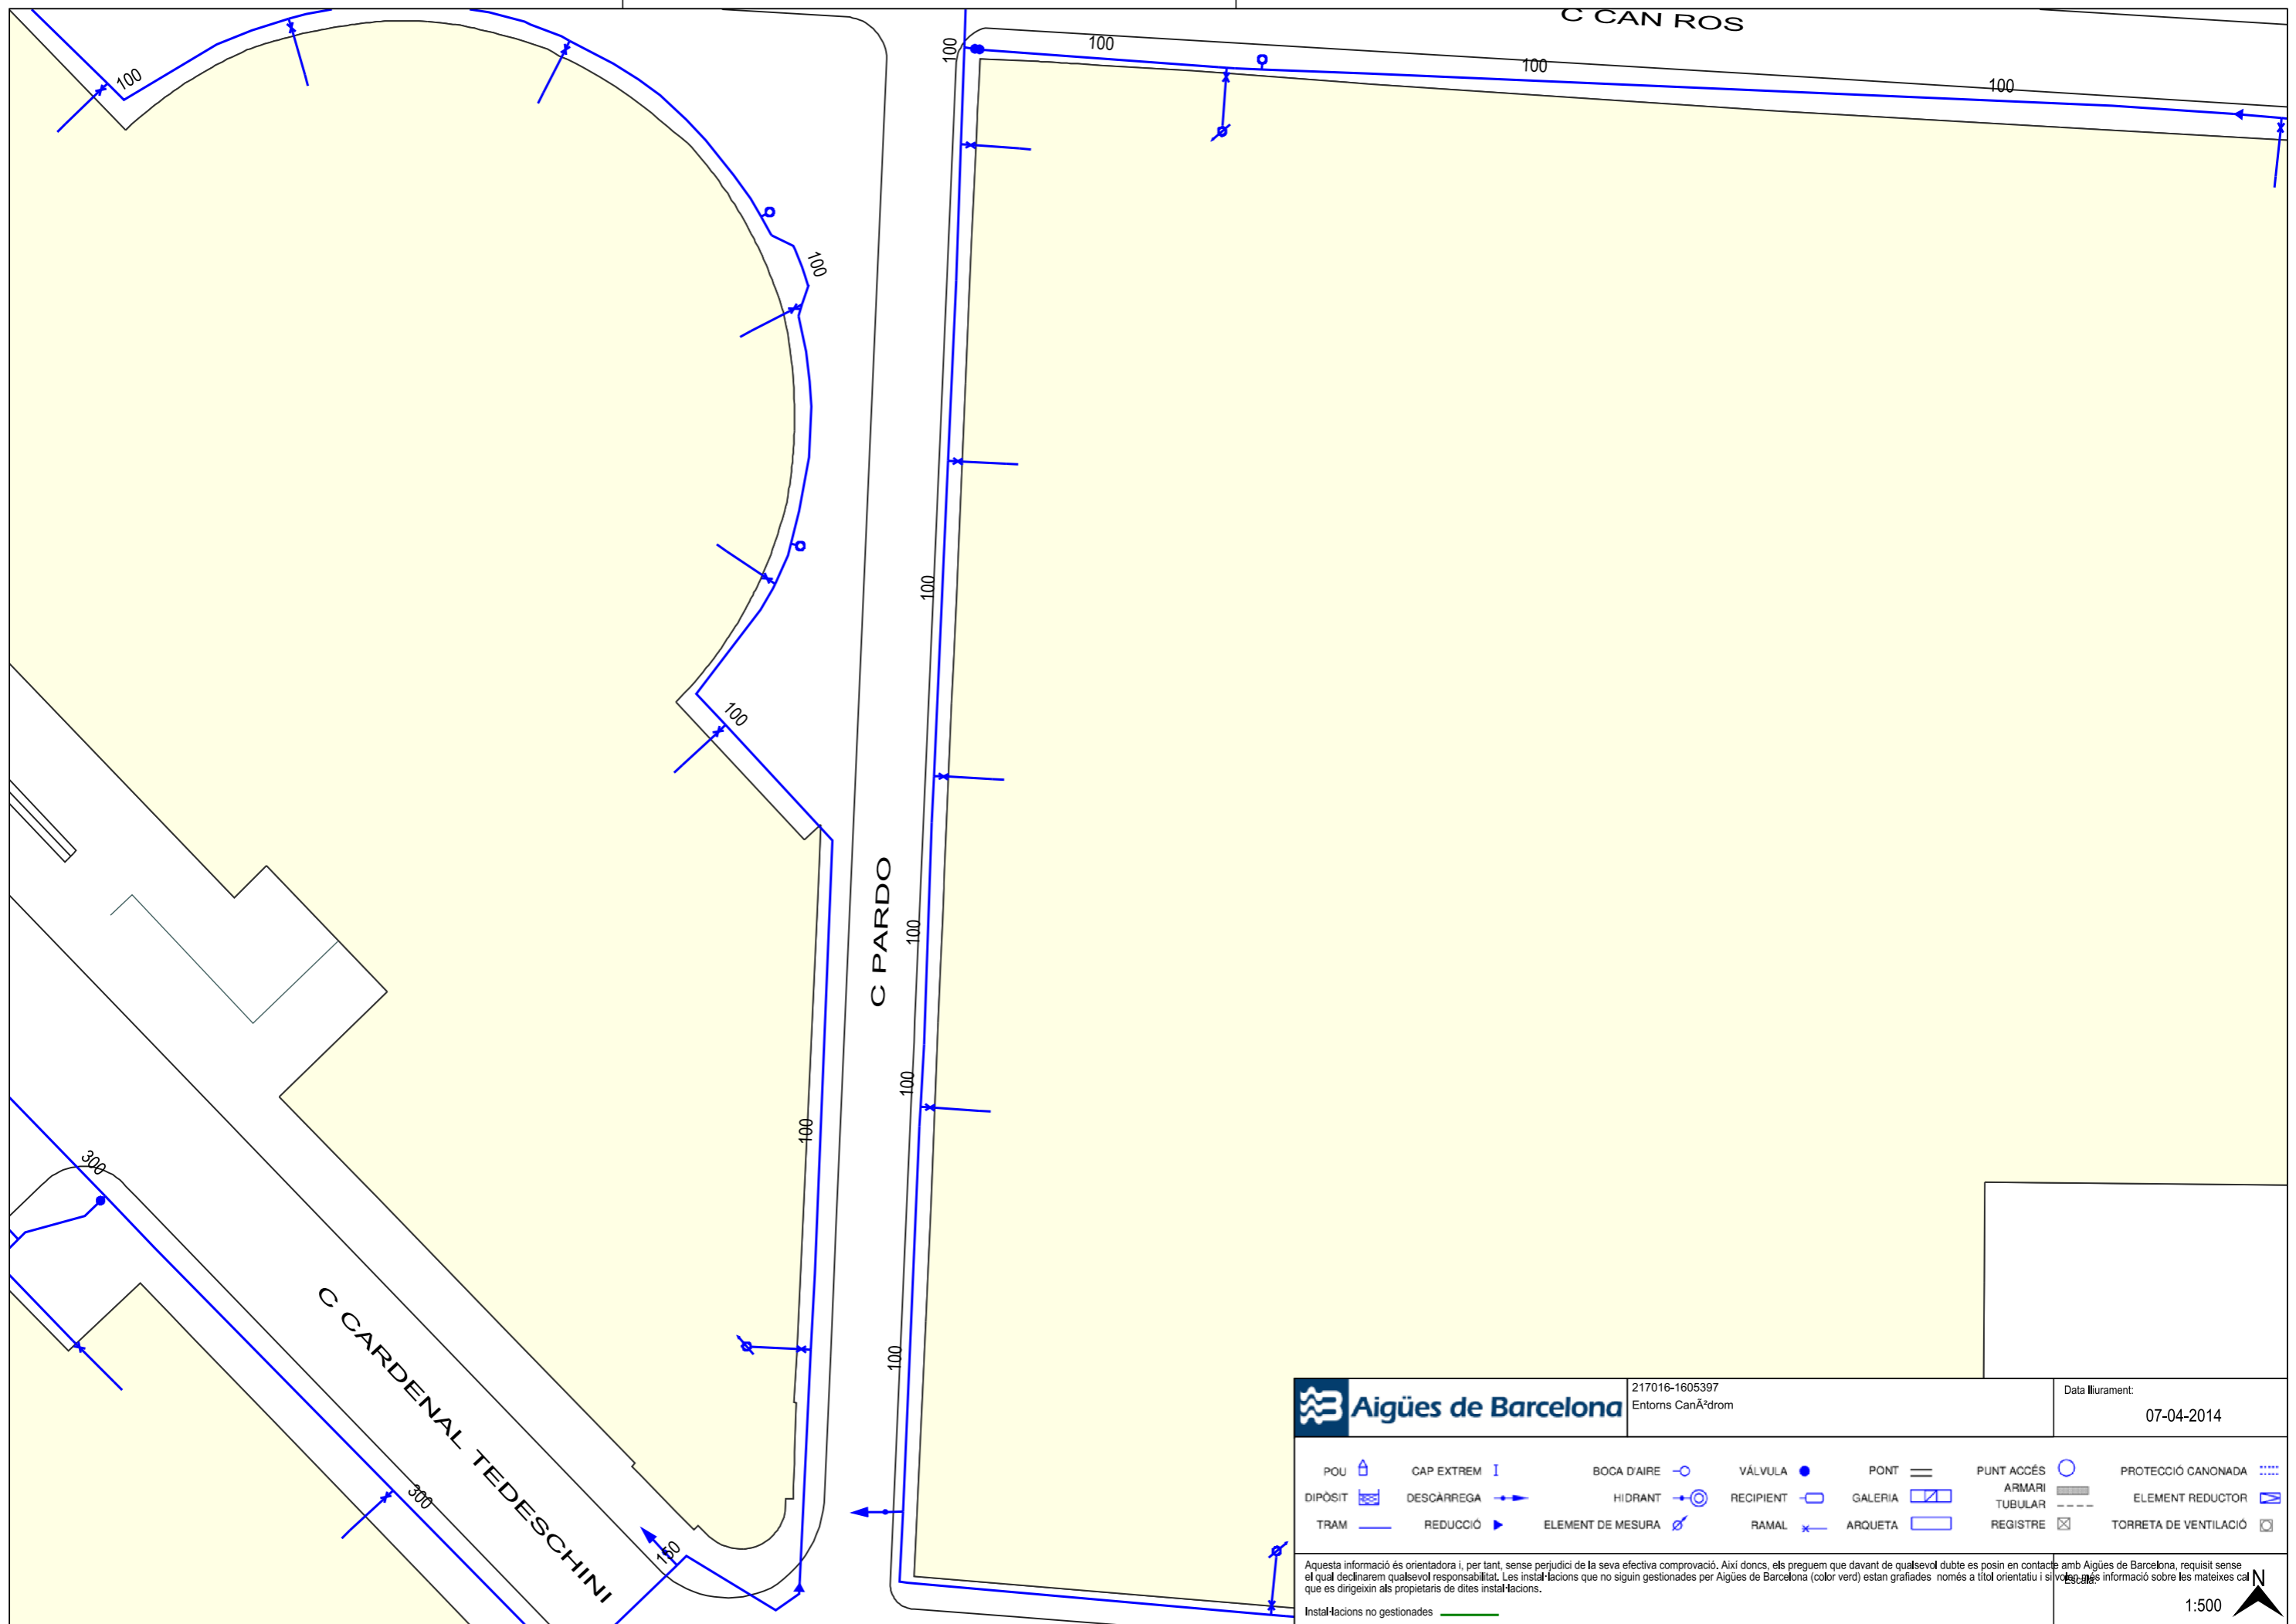 C CAN ROS
100
100
100
100
100
100
100
100
C PARDO
100
100
100
100
300
C CARDENAL TEDESCHINI
300
150
Aigües de Barcelona
217016-1605397
Entorns CanÃ²drom
Data lliurament:
07-04-2014
POU CAP EXTREM BOCA D'AIRE VÁLVULA PONT PUNT ACCÉS PROTECCIÓ CANONADA
DIPÒSIT DESCÀRREGA HIDRANT RECIPIENT GALERIA ARMARI TUBULAR ELEMENT REDUCTOR
TRAM REDUCCIÓ ELEMENT DE MESURA RAMAL ARQUETA REGISTRE TORRETA DE VENTILACIÓ
Aquesta informació és orientadora i, per tant, sense perjudici de la seva efectiva comprovació. Així doncs, els preguem que davant de qualsevol dubte es posin en contacte amb Aigües de Barcelona, requisit sense
el qual declinarem qualsevol responsabilitat. Les instal·lacions que no siguin gestionades per Aigües de Barcelona (color verd) estan grafiades només a títol orientatiu i si volen més informació sobre les mateixes cal
que es dirigeixin als propietaris de dites instal·lacions.
Instal·lacions no gestionades
Escala:
1:500
N